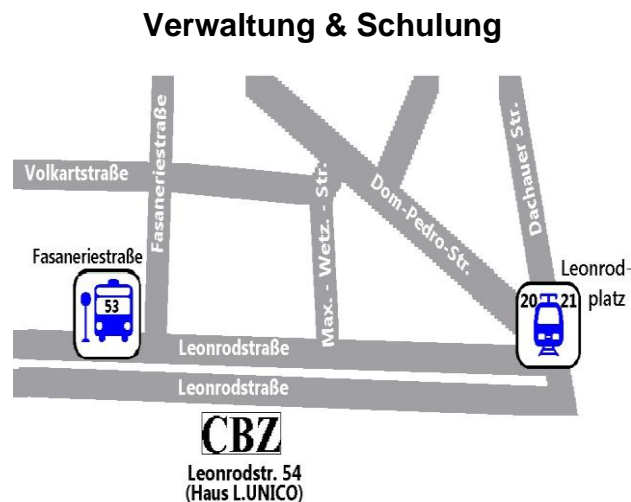 Verwaltung & Schulung
Fasaneriestraße
Dachauer Str.
Volkartstraße
Max. - Wetz. - Str.
Dom-Pedro-Str.
Fasaneriestraße
53
Leonrod-
platz
20 21
Leonrodstraße
Leonrodstraße
CBZ
Leonrodstr. 54
(Haus L.UNICO)